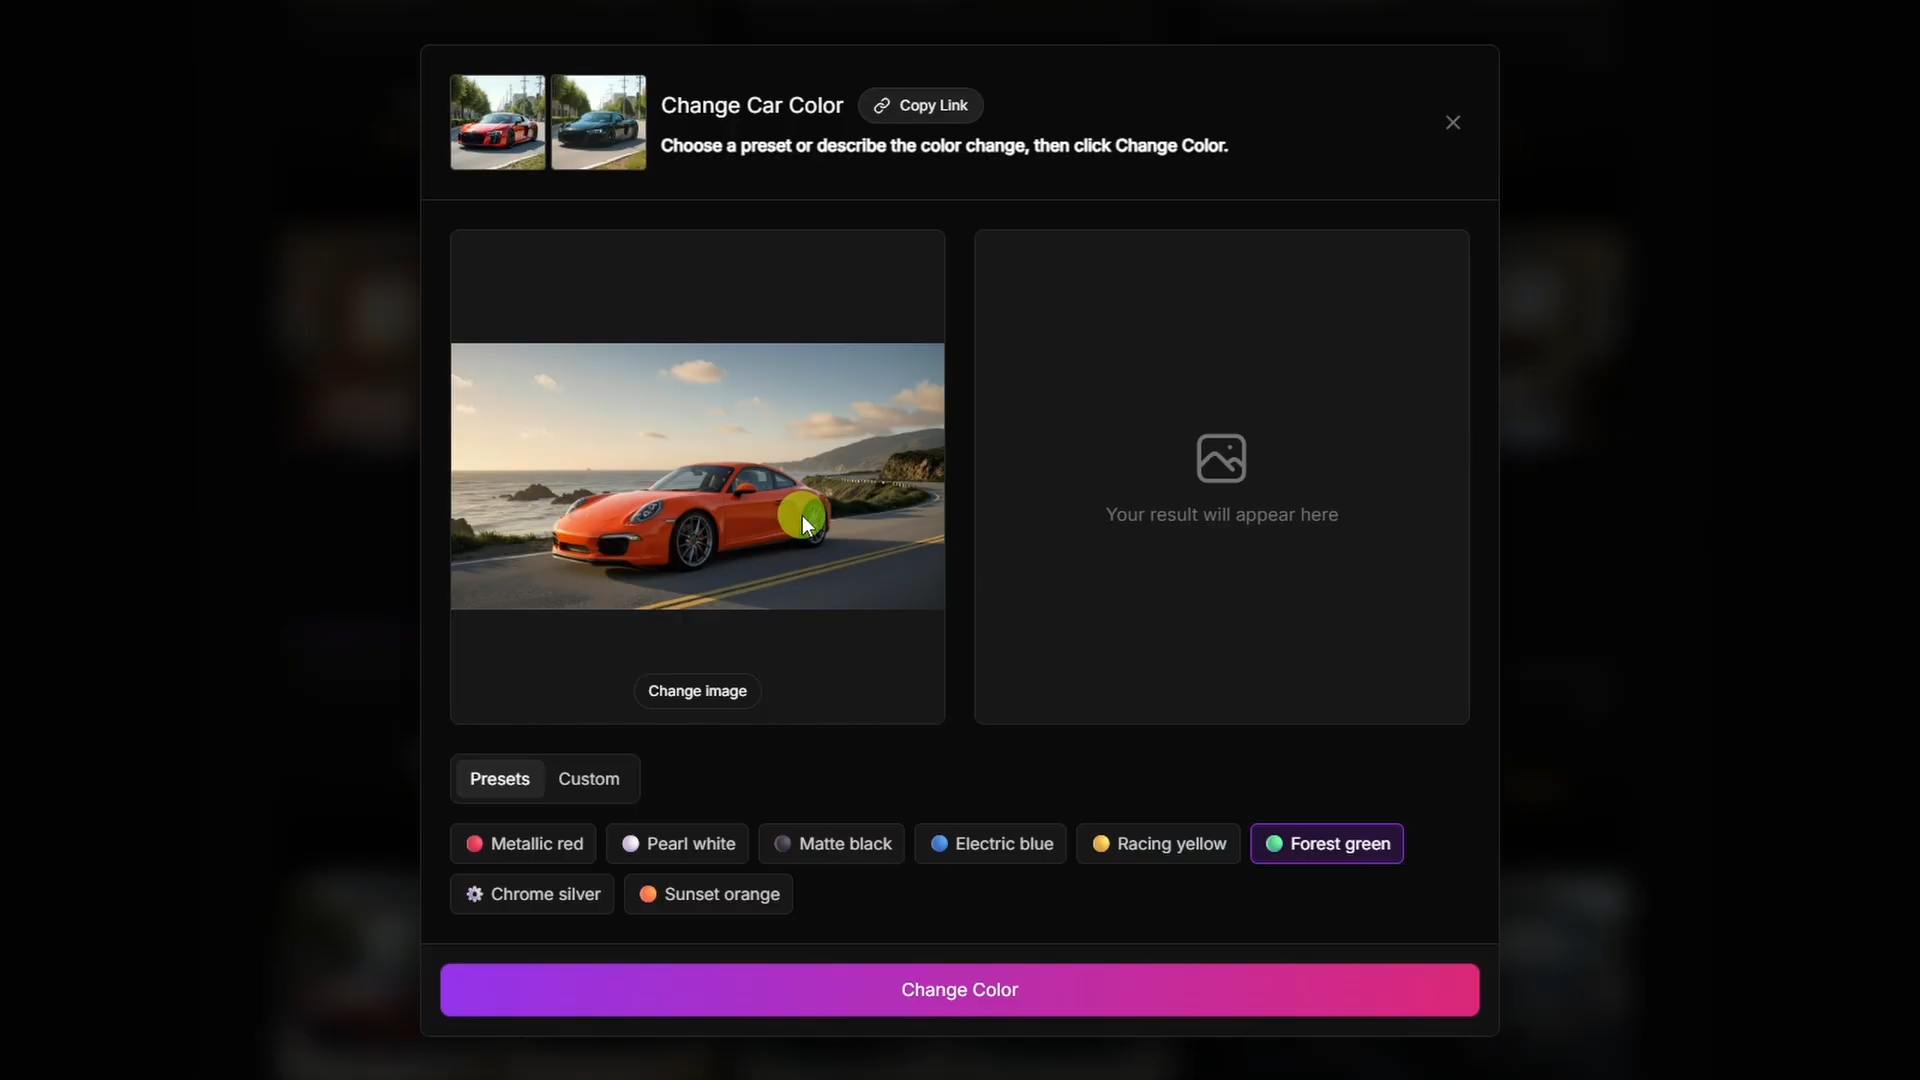 Change Car Color
Copy Link
Choose a preset or describe the color change, then click Change Color.
Your result will appear here
Change image
Presets
Custom
Metallic red
Pearl white
Matte black
Electric blue
Racing yellow
Forest green
Chrome silver
Sunset orange
Change Color